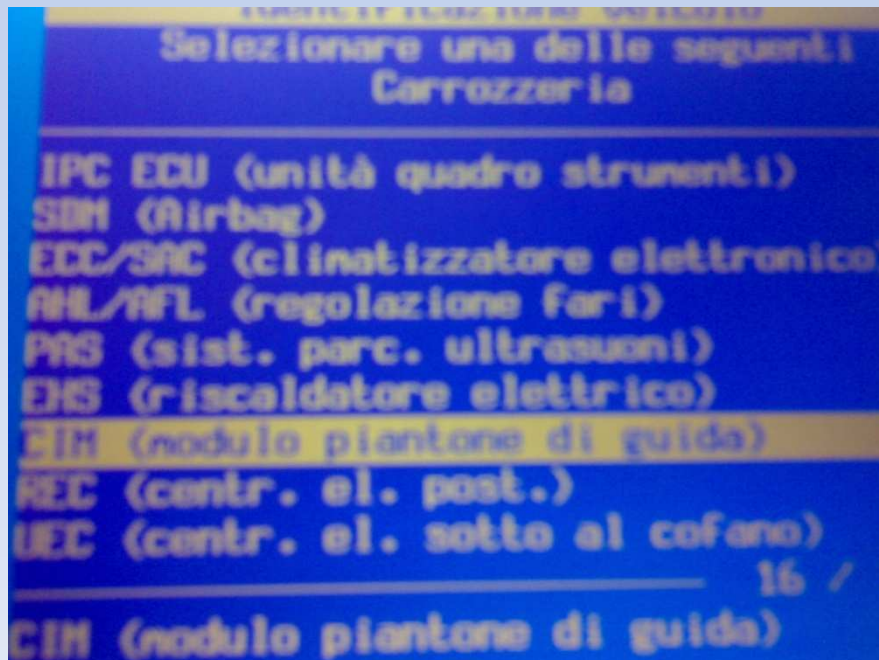 Identificazione veicolo
Selezionare una delle seguenti
Carrozzeria
IPC ECU (unità quadro strumenti)
SDM (Airbag)
ECC/SAC (climatizzatore elettronico)
AHL/AFL (regolazione fari)
PAS (sist. parc. ultrasuoni)
EHS (riscaldatore elettrico)
CIM (modulo piantone di guida)
REC (centr. el. post.)
UEC (centr. el. sotto al cofano)
16 /
CIM (modulo piantone di guida)